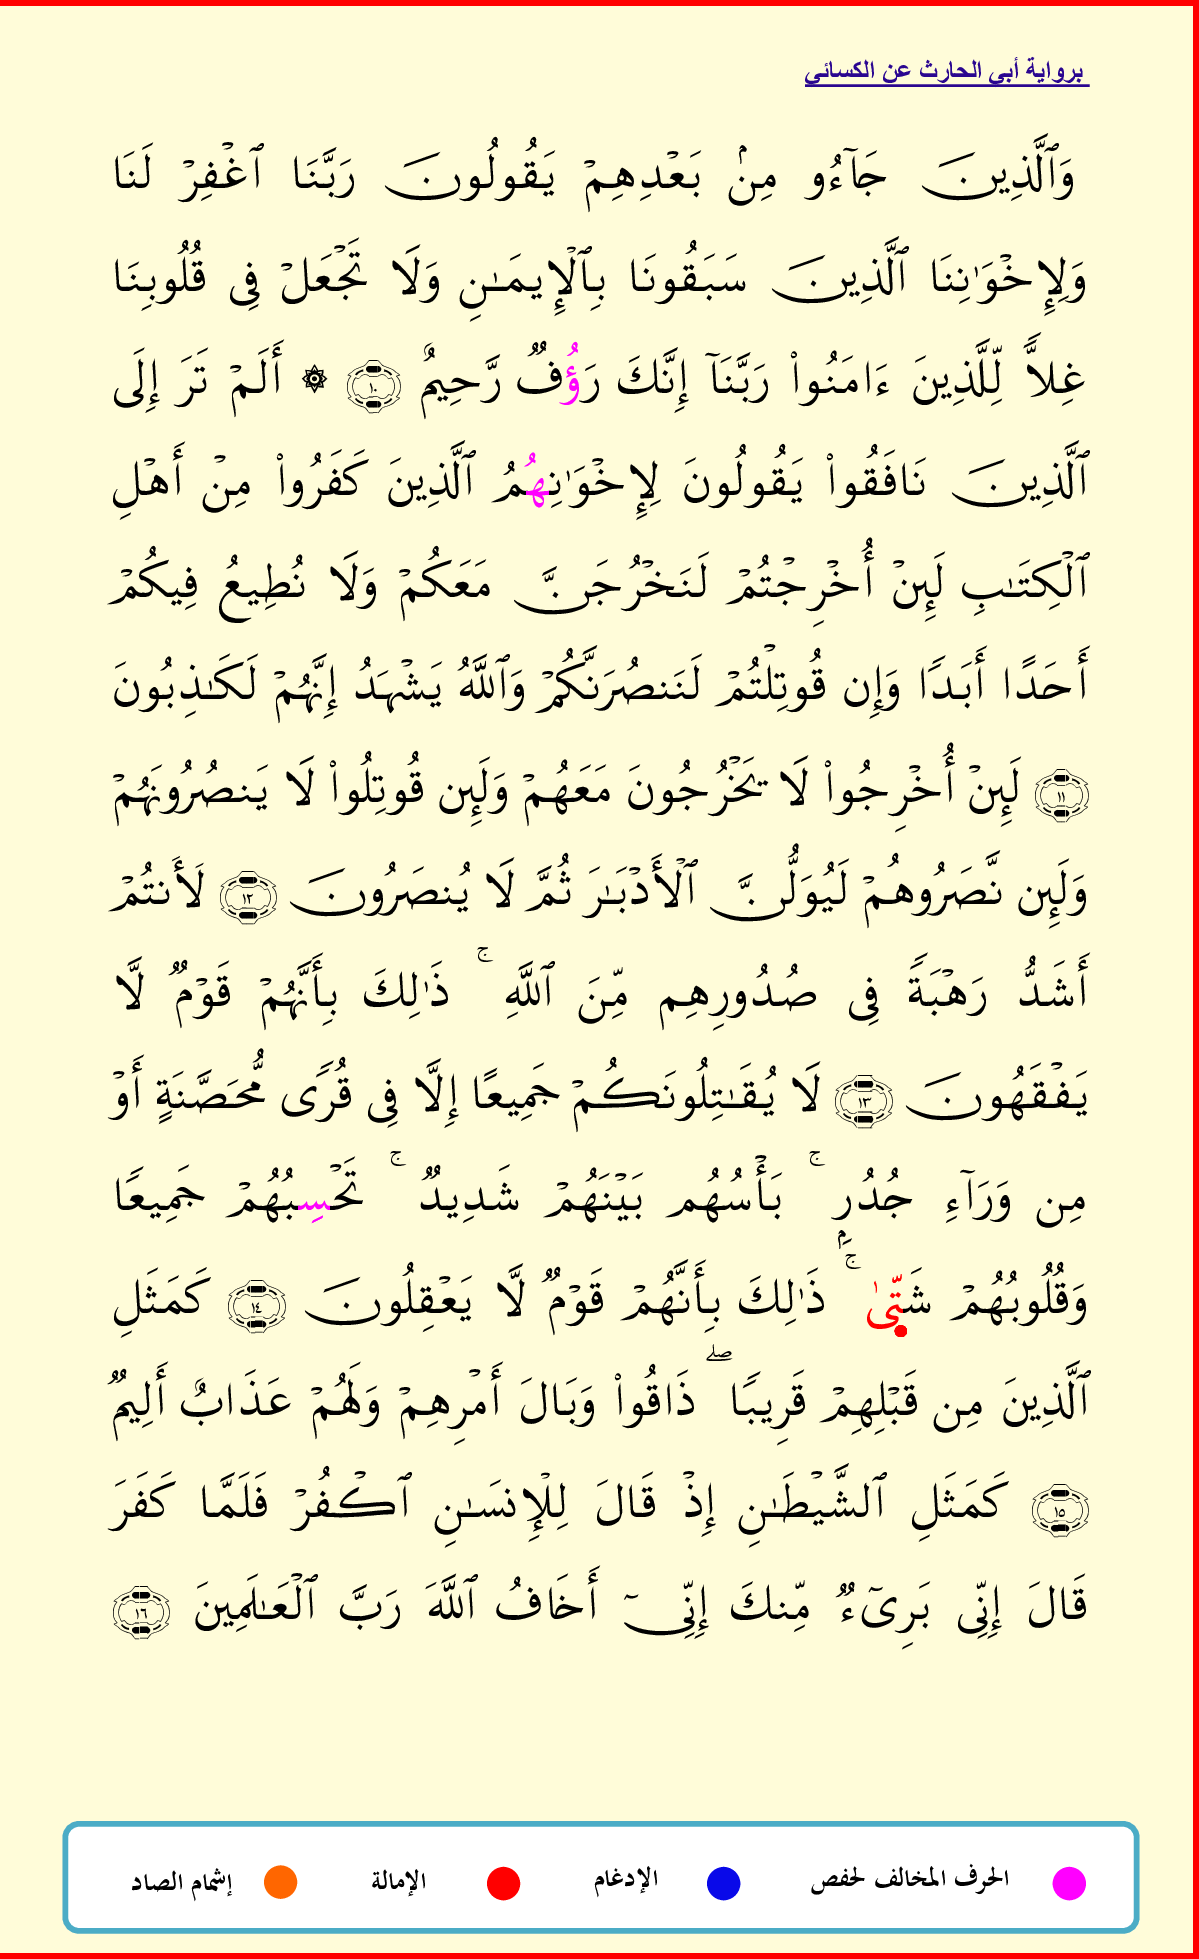 برواية أبي الحارث عن الكسائي
وَٱلَّذِينَ جَآءُو مِنۢ بَعۡدِهِمۡ يَقُولُونَ رَبَّنَا ٱغۡفِرۡ لَنَا
وَلِإِخۡوَٰنِنَا ٱلَّذِينَ سَبَقُونَا بِٱلۡإِيمَٰنِ وَلَا تَجۡعَلۡ فِي قُلُوبِنَا
غِلّٗا لِّلَّذِينَ ءَامَنُواْ رَبَّنَآ إِنَّكَ رَؤُفٞ رَّحِيمٌ ١٠ ۞ أَلَمۡ تَرَ إِلَى
ٱلَّذِينَ نَافَقُواْ يَقُولُونَ لِإِخۡوَٰنِهُمُ ٱلَّذِينَ كَفَرُواْ مِنۡ أَهۡلِ
ٱلۡكِتَٰبِ لَئِنۡ أُخۡرِجۡتُمۡ لَنَخۡرُجَنَّ مَعَكُمۡ وَلَا نُطِيعُ فِيكُمۡ
أَحَدًا أَبَدٗا وَإِن قُوتِلۡتُمۡ لَنَنصُرَنَّكُمۡ وَٱللَّهُ يَشۡهَدُ إِنَّهُمۡ لَكَٰذِبُونَ
١١ لَئِنۡ أُخۡرِجُواْ لَا يَخۡرُجُونَ مَعَهُمۡ وَلَئِن قُوتِلُواْ لَا يَنصُرُونَهُمۡ
وَلَئِن نَّصَرُوهُمۡ لَيُوَلُّنَّ ٱلۡأَدۡبَٰرَ ثُمَّ لَا يُنصَرُونَ ١٢ لَأَنتُمۡ
أَشَدُّ رَهۡبَةٗ فِي صُدُورِهِم مِّنَ ٱللَّهِۚ ذَٰلِكَ بِأَنَّهُمۡ قَوۡمٞ لَّا
يَفۡقَهُونَ ١٣ لَا يُقَٰتِلُونَكُمۡ جَمِيعًا إِلَّا فِي قُرٗى مُّحَصَّنَةٍ أَوۡ
مِن وَرَآءِ جُدُرِۭۚ بَأۡسُهُم بَيۡنَهُمۡ شَدِيدٞۚ تَحۡسِبُهُمۡ جَمِيعٗا
وَقُلُوبُهُمۡ شَتّٜىٰۚ ذَٰلِكَ بِأَنَّهُمۡ قَوۡمٞ لَّا يَعۡقِلُونَ ١٤ كَمَثَلِ
ٱلَّذِينَ مِن قَبۡلِهِمۡ قَرِيبٗاۖ ذَاقُواْ وَبَالَ أَمۡرِهِمۡ وَلَهُمۡ عَذَابٌ أَلِيمٞ
١٥ كَمَثَلِ ٱلشَّيۡطَٰنِ إِذۡ قَالَ لِلۡإِنسَٰنِ ٱكۡفُرۡ فَلَمَّا كَفَرَ
قَالَ إِنِّي بَرِيٓءٞ مِّنكَ إِنِّيٓ أَخَافُ ٱللَّهَ رَبَّ ٱلۡعَٰلَمِينَ ١٦
الحرف المخالف لحفص الإدغام الإمالة إشمام الصاد